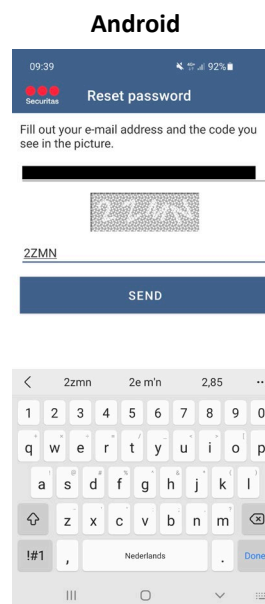 Android
09:39 92%
Securitas Reset password
Fill out your e-mail address and the code you
see in the picture.
2ZMN
2ZMN
SEND
2zmn 2e m'n 2,85
1 2 3 4 5 6 7 8 9 0
q w e r t y u i o p
a s d f g h j k l
z x c v b n m
!#1 , Nederlands . Done